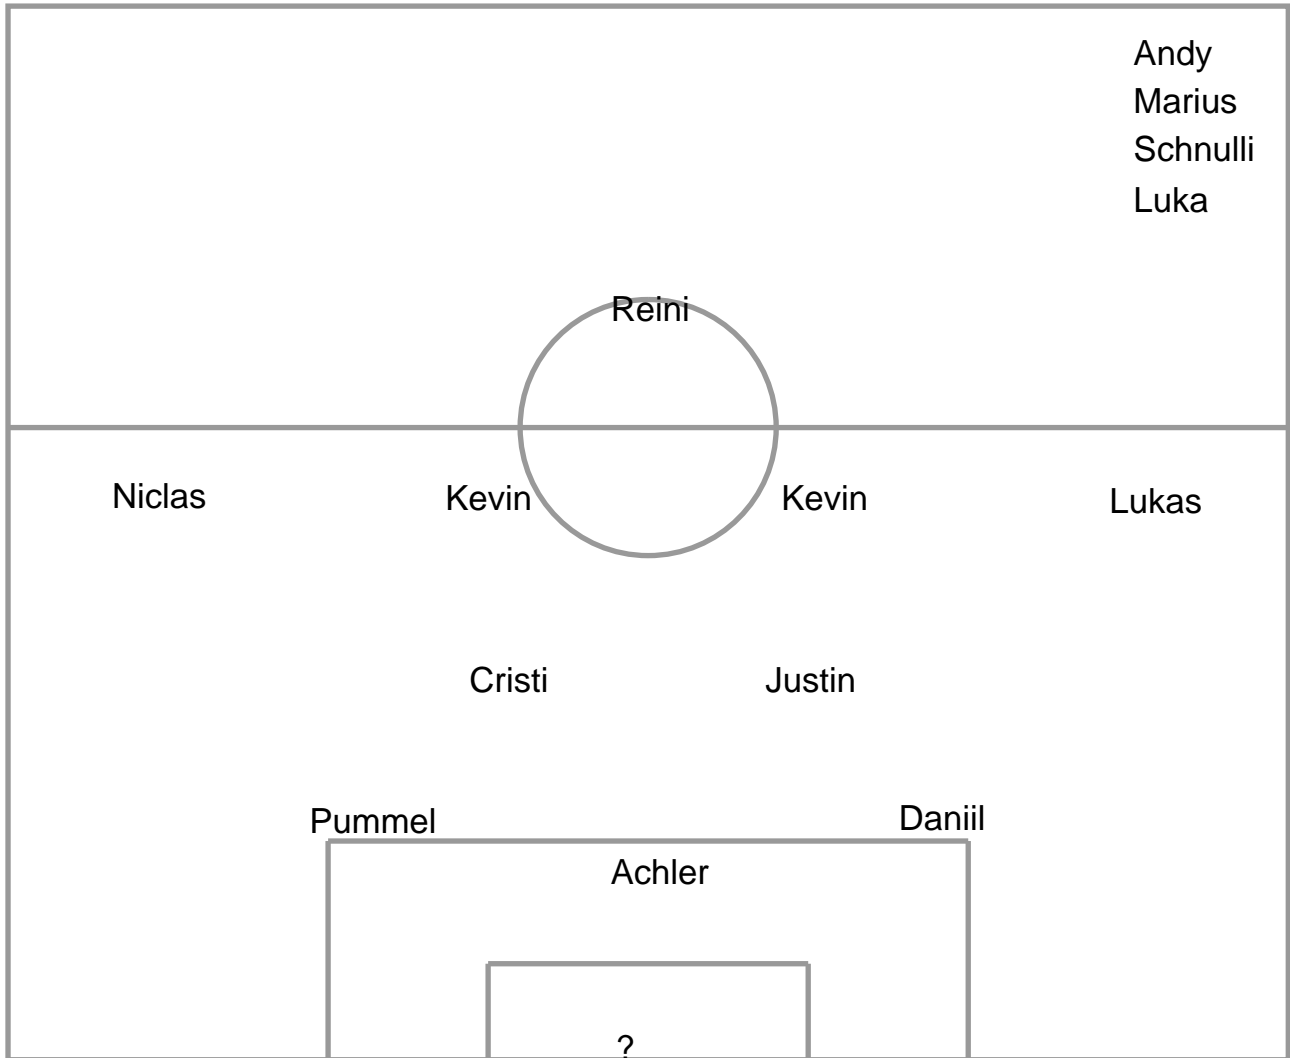 Andy
Marius
Schnulli
Luka
Reini
Niclas Kevin Kevin Lukas
Cristi Justin
Pummel Daniil
Achler
?